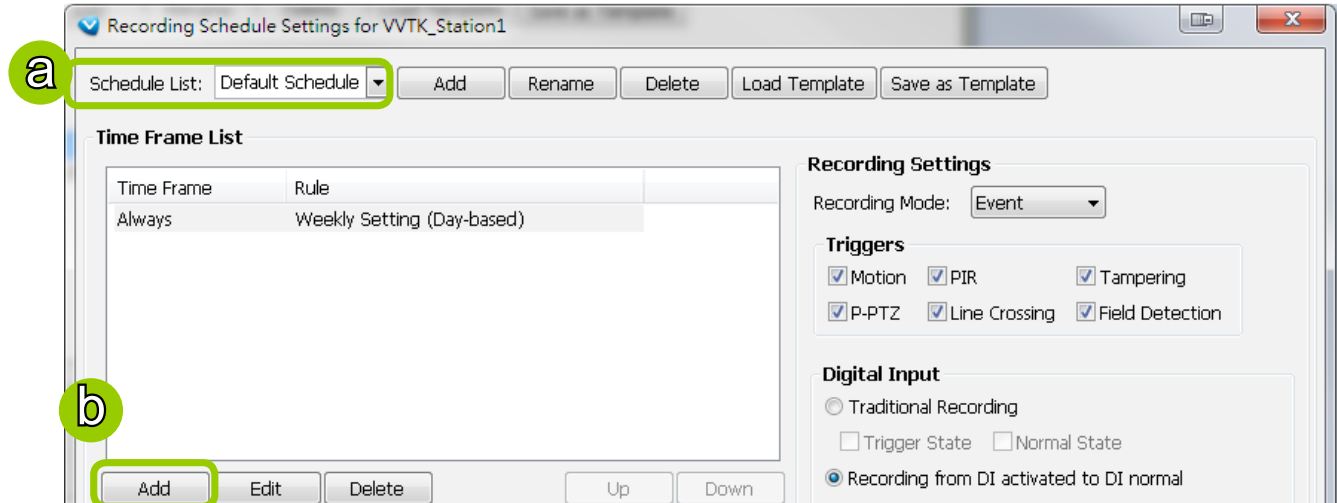 Recording Schedule Settings for VVTK_Station1
a
Schedule List: Default Schedule Add Rename Delete Load Template Save as Template
Time Frame List
Time Frame Rule
Always Weekly Setting (Day-based)
Recording Settings
Recording Mode: Event
Triggers
Motion PIR Tampering
P-PTZ Line Crossing Field Detection
Digital Input
Traditional Recording
Trigger State Normal State
Recording from DI activated to DI normal
b
Add Edit Delete Up Down